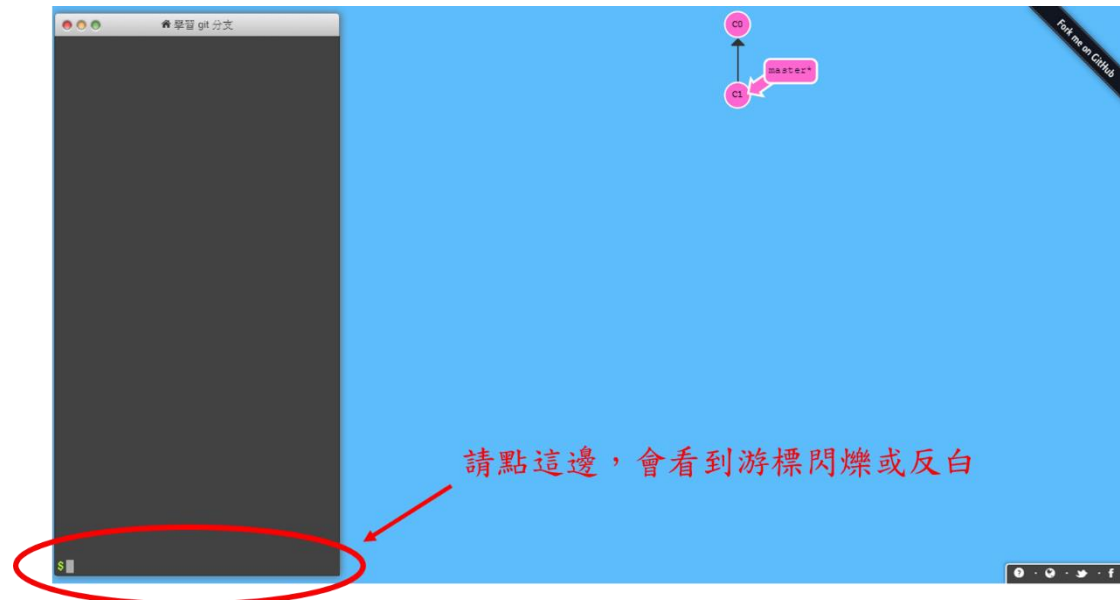 學習 git 分支
C0
master*
C1
Fork me on GitHub
請點這邊，會看到游標閃爍或反白
$